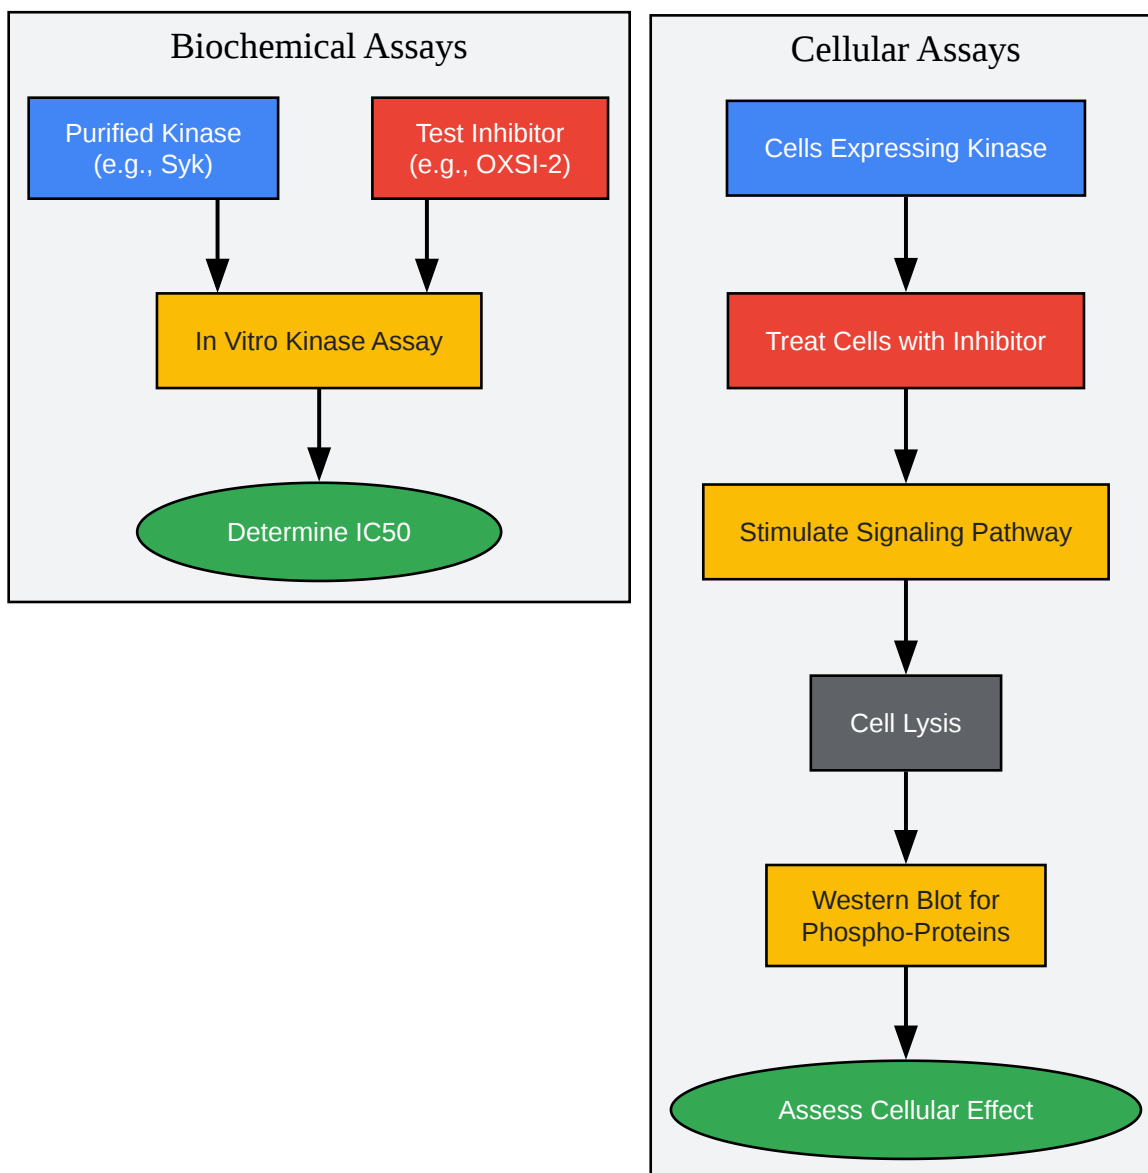 Biochemical Assays
Purified Kinase
(e.g., Syk)
Test Inhibitor
(e.g., OXSI-2)
In Vitro Kinase Assay
Determine IC50
Cellular Assays
Cells Expressing Kinase
Treat Cells with Inhibitor
Stimulate Signaling Pathway
Cell Lysis
Western Blot for
Phospho-Proteins
Assess Cellular Effect